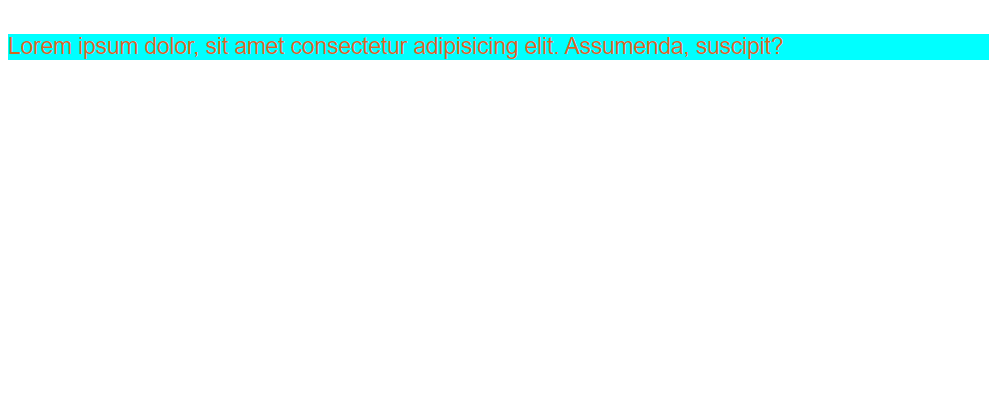 Lorem ipsum dolor, sit amet consectetur adipisicing elit. Assumenda, suscipit?